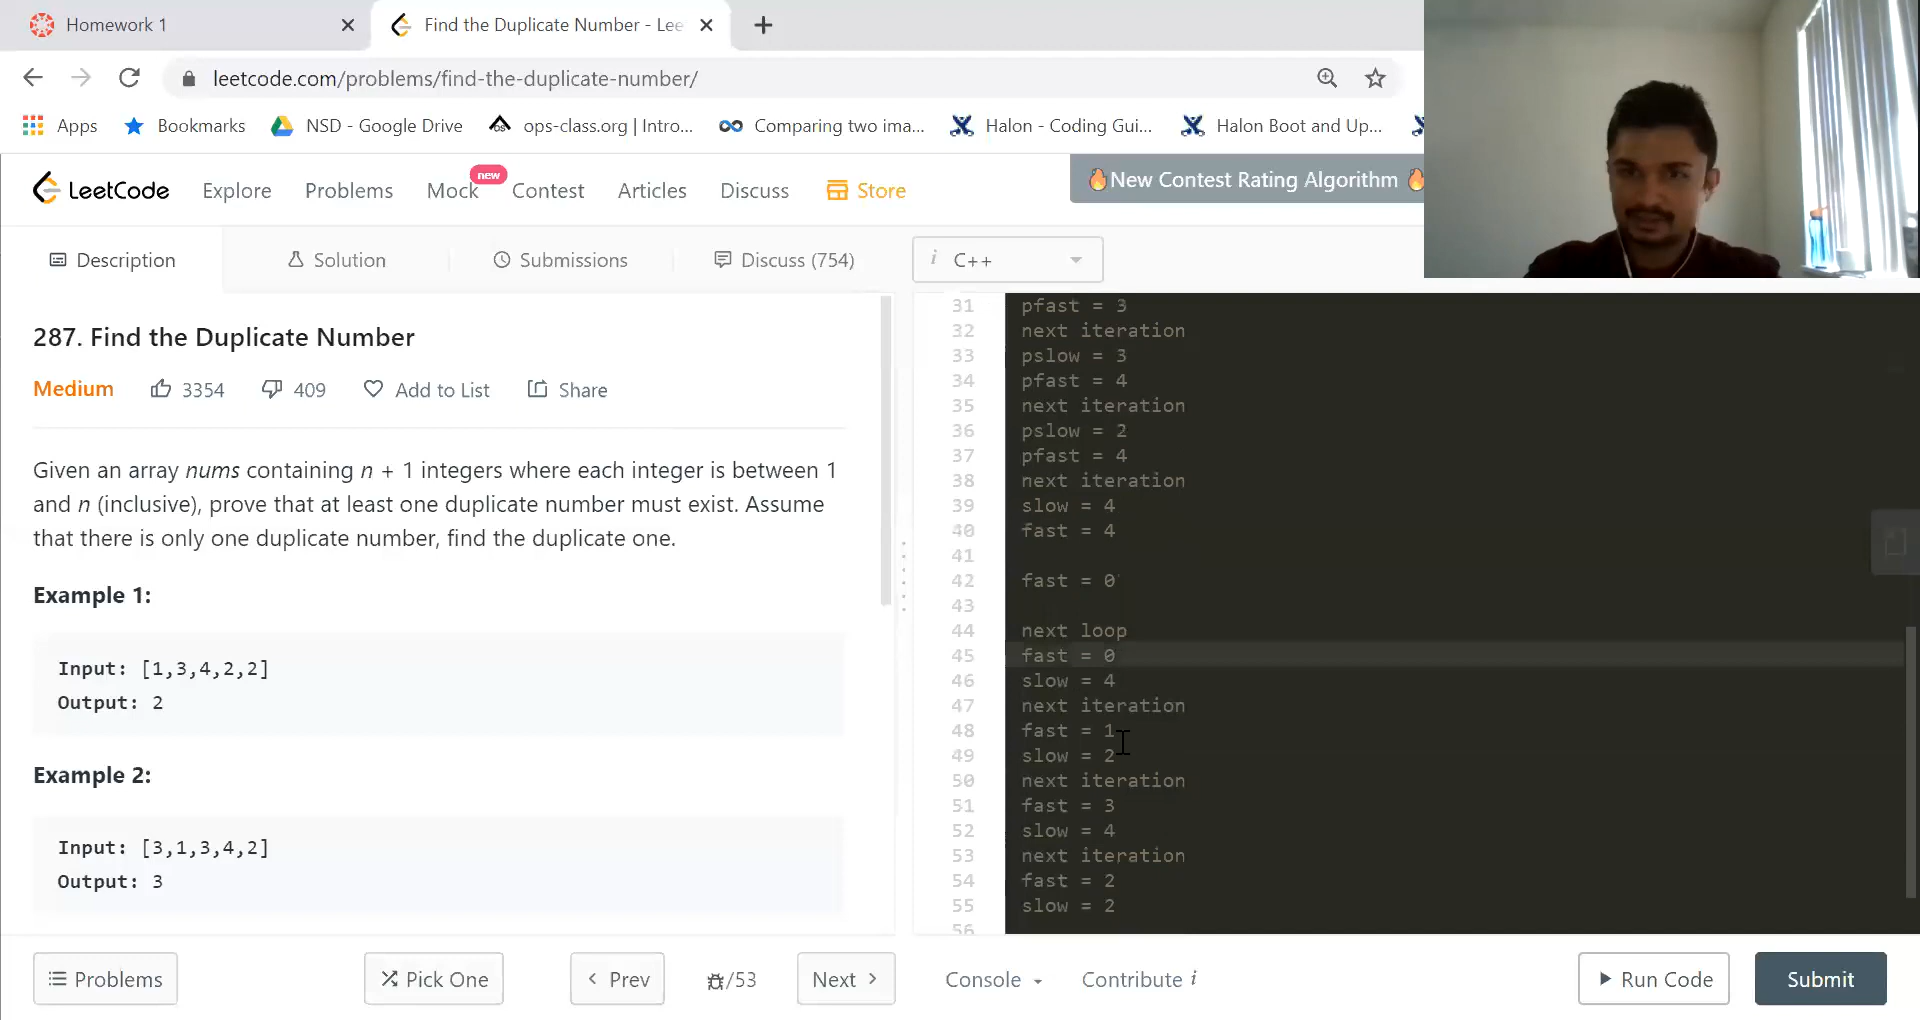 Homework 1
Find the Duplicate Number - Lee
leetcode.com/problems/find-the-duplicate-number/
Apps
Bookmarks
NSD - Google Drive
ops-class.org | Intro...
Comparing two ima...
Halon - Coding Gui...
Halon Boot and Up...
LeetCode
Explore
Problems
Mock
new
Contest
Articles
Discuss
Store
🔥New Contest Rating Algorithm 🔥
Description
Solution
Submissions
Discuss (754)
i C++
287. Find the Duplicate Number
Medium
3354
409
Add to List
Share
Given an array nums containing n + 1 integers where each integer is between 1
and n (inclusive), prove that at least one duplicate number must exist. Assume
that there is only one duplicate number, find the duplicate one.
Example 1:
Input: [1,3,4,2,2]
Output: 2
Example 2:
Input: [3,1,3,4,2]
Output: 3
31 pfast = 3
32 next iteration
33 pslow = 3
34 pfast = 4
35 next iteration
36 pslow = 2
37 pfast = 4
38 next iteration
39 slow = 4
40 fast = 4
41
42 fast = 0
43
44 next loop
45 fast = 0
46 slow = 4
47 next iteration
48 fast = 1
49 slow = 2
50 next iteration
51 fast = 3
52 slow = 4
53 next iteration
54 fast = 2
55 slow = 2
56
Problems
Pick One
Prev
/53
Next
Console
Contribute i
Run Code
Submit